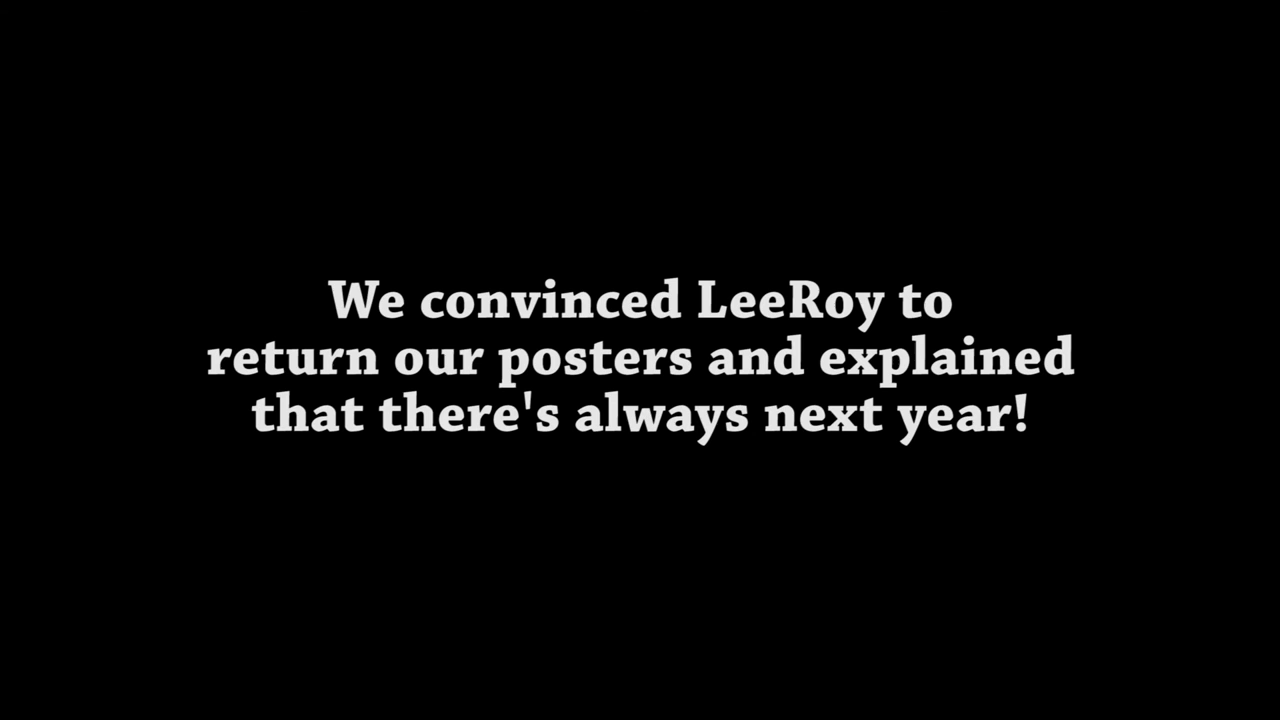 We convinced LeeRoy to
return our posters and explained
that there's always next year!